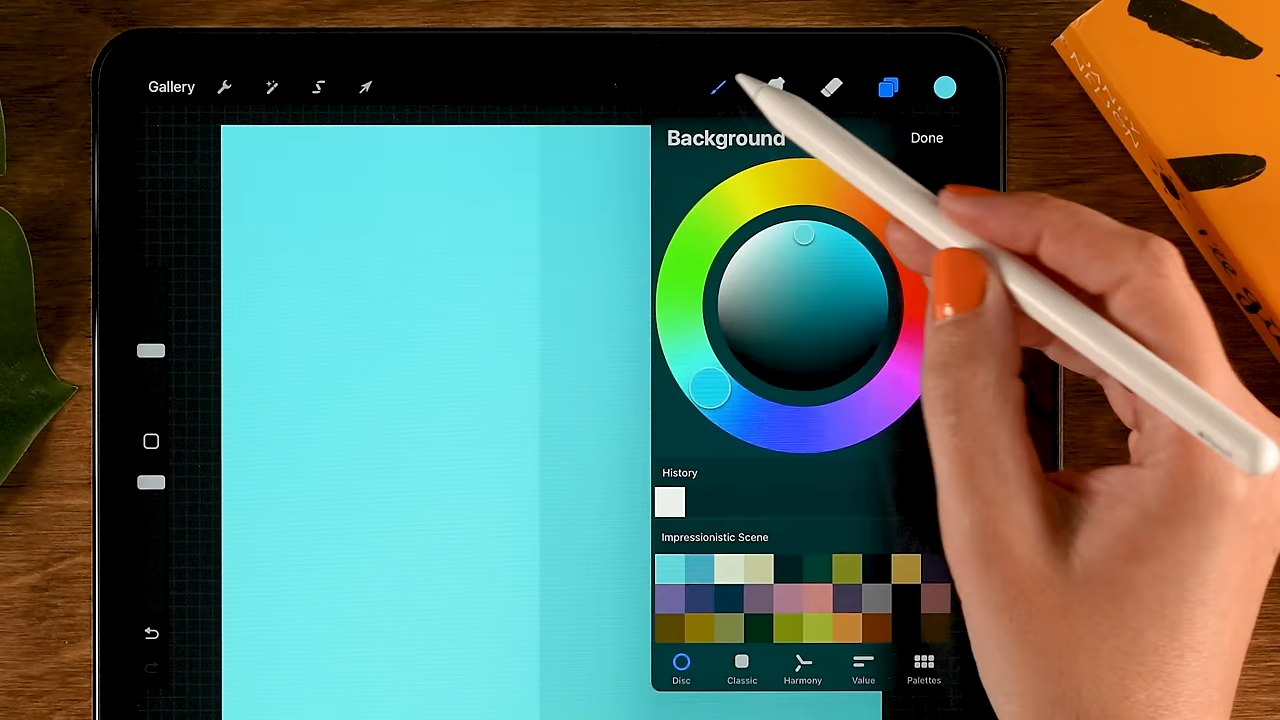 Gallery
Background
Done
History
Impressionistic Scene
Disc
Classic
Harmony
Value
Palettes